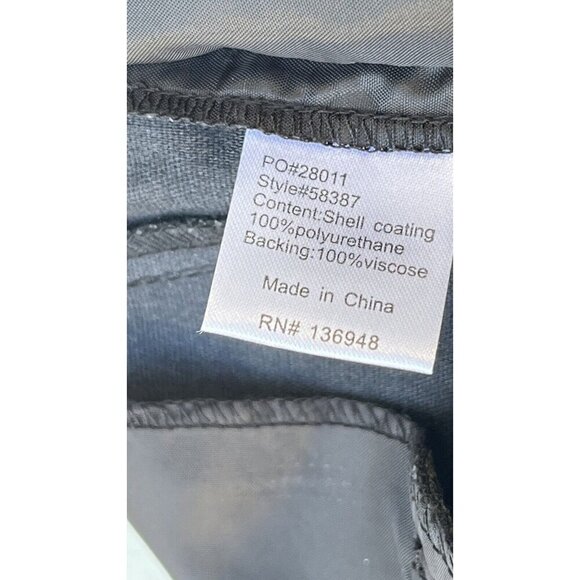 PO#28011
Style#58387
Content:Shell coating
100%polyurethane
Backing:100%viscose
Made in China
RN# 136948